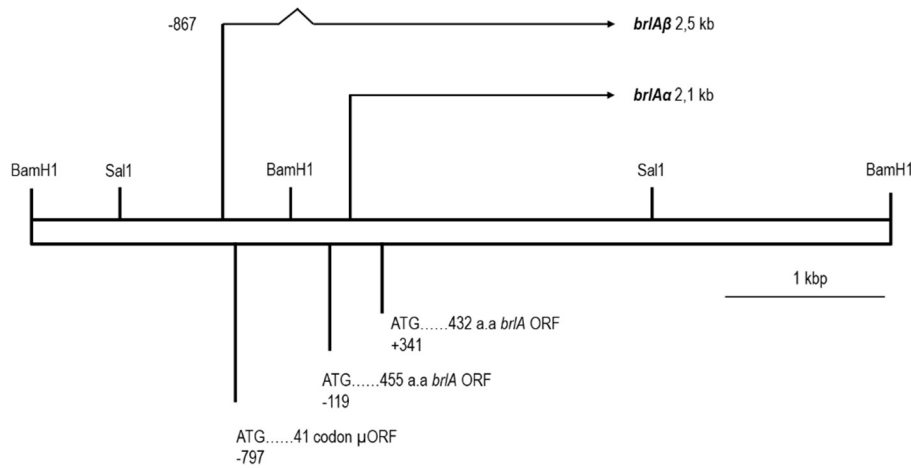 -867
brlAβ 2,5 kb
brlAα 2,1 kb
BamH1
Sal1
BamH1
Sal1
BamH1
1 kbp
ATG......432 a.a brlA ORF
+341
ATG......455 a.a brlA ORF
-119
ATG......41 codon µORF
-797